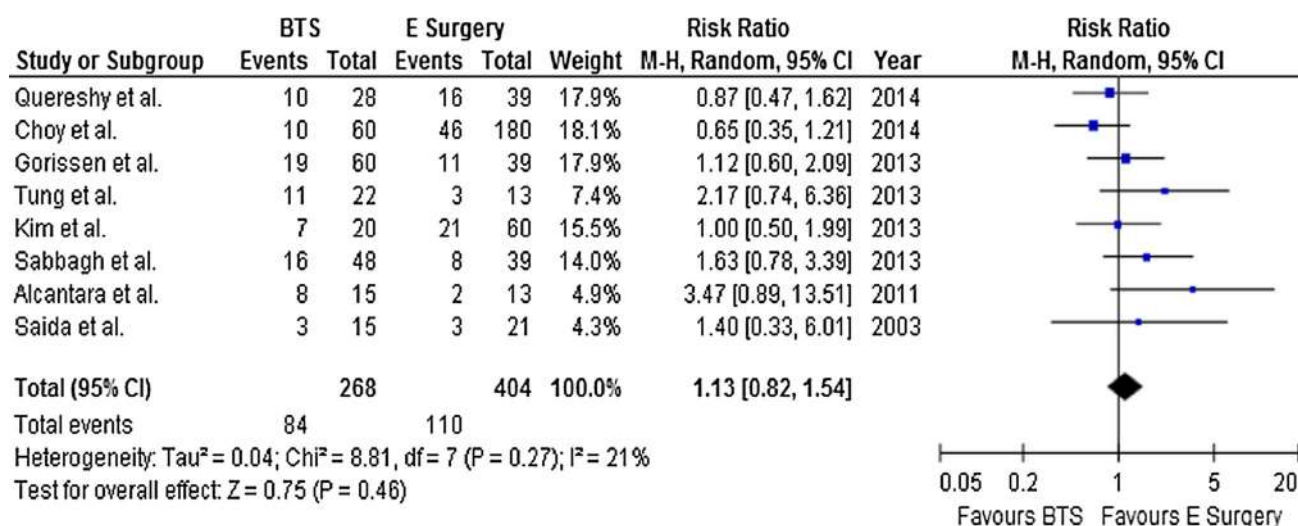 BTS E Surgery Risk Ratio Risk Ratio
Study or Subgroup Events Total Events Total Weight M-H, Random, 95% CI Year M-H, Random, 95% CI
Quereshy et al. 10 28 16 39 17.9% 0.87 [0.47, 1.62] 2014
Choy et al. 10 60 46 180 18.1% 0.65 [0.35, 1.21] 2014
Gorissen et al. 19 60 11 39 17.9% 1.12 [0.60, 2.09] 2013
Tung et al. 11 22 3 13 7.4% 2.17 [0.74, 6.36] 2013
Kim et al. 7 20 21 60 15.5% 1.00 [0.50, 1.99] 2013
Sabbagh et al. 16 48 8 39 14.0% 1.63 [0.78, 3.39] 2013
Alcantara et al. 8 15 2 13 4.9% 3.47 [0.89, 13.51] 2011
Saida et al. 3 15 3 21 4.3% 1.40 [0.33, 6.01] 2003
Total (95% CI) 268 404 100.0% 1.13 [0.82, 1.54]
Total events 84 110
Heterogeneity: Tau² = 0.04; Chi² = 8.81, df = 7 (P = 0.27); I² = 21%
Test for overall effect: Z = 0.75 (P = 0.46)
0.05 0.2 1 5 20
Favours BTS Favours E Surgery